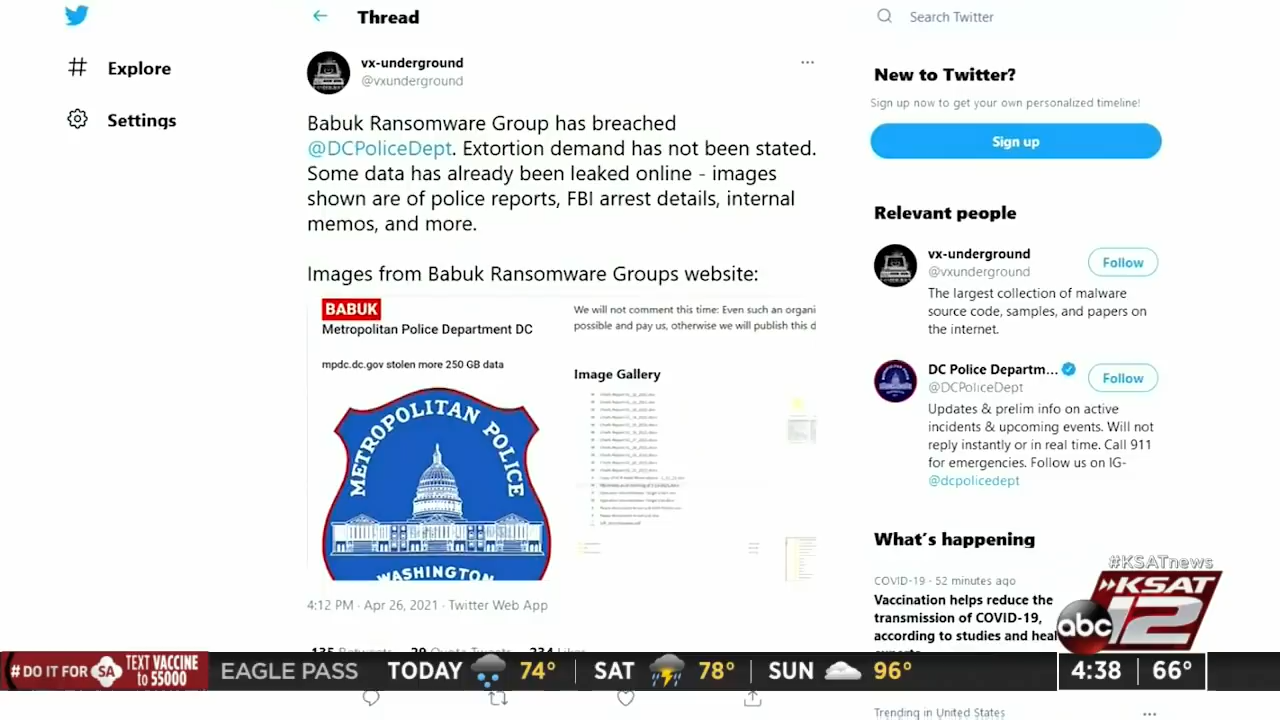 Thread
Search Twitter
Explore
Settings
vx-underground
@vxunderground
Babuk Ransomware Group has breached
@DCPoliceDept. Extortion demand has not been stated.
Some data has already been leaked online - images
shown are of police reports, FBI arrest details, internal
memos, and more.
Images from Babuk Ransomware Groups website:
BABUK
Metropolitan Police Department DC
mpdc.dc.gov stolen more 250 GB data
METROPOLITAN POLICE
WASHINGTON
We will not comment this time: Even such an organi
possible and pay us, otherwise we will publish this d
Image Gallery
4:12 PM · Apr 26, 2021 · Twitter Web App
135 Retweets 29 Quote Tweets 234 Likes
New to Twitter?
Sign up now to get your own personalized timeline!
Sign up
Relevant people
vx-underground
@vxunderground
Follow
The largest collection of malware
source code, samples, and papers on
the internet.
DC Police Departm...
@DCPoliceDept
Follow
Updates & prelim info on active
incidents & upcoming events. Will not
reply instantly or in real time. Call 911
for emergencies. Follow us on IG-
@dcpolicedept
What's happening
COVID-19 · 52 minutes ago
Vaccination helps reduce the
transmission of COVID-19,
according to studies and heal
Trending in United States
#KSATnews
KSAT
abc 12
#DO IT FOR SA TEXT VACCINE
to 55000
EAGLE PASS TODAY 74° SAT 78° SUN 96°
4:38 66°